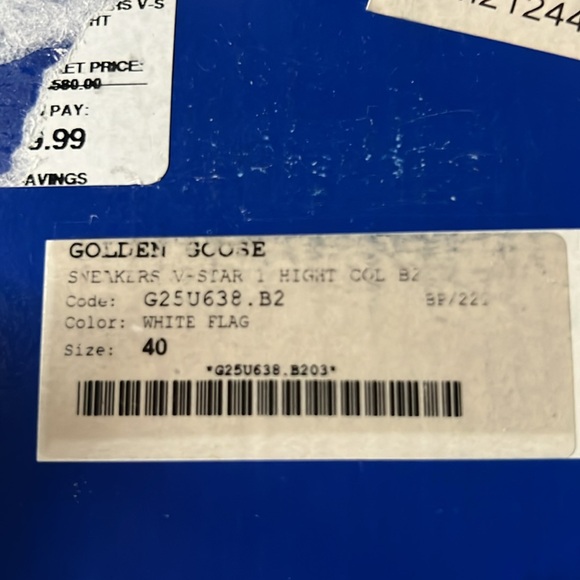 V-S
HT
ET PRICE:
580.00
PAY:
.99
AVINGS
21244
GOLDEN GOOSE
SNEAKERS V-STAR 1 HIGHT COL B2
Code: G25U638.B2
Color: WHITE FLAG
Size: 40
*G25U638.B203*